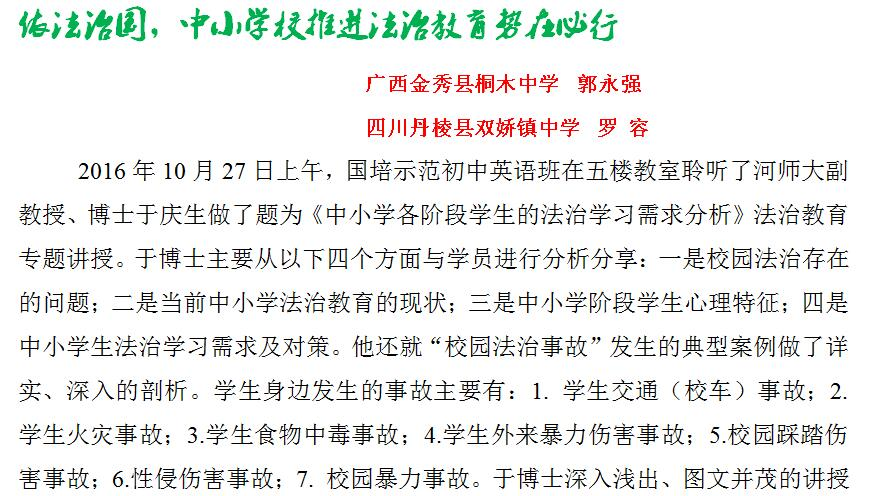 依法治国，中小学校推进法治教育势在必行
广西金秀县桐木中学 郭永强
四川丹棱县双娇镇中学 罗 容
2016 年 10 月 27 日上午，国培示范初中英语班在五楼教室聆听了河师大副
教授、博士于庆生做了题为《中小学各阶段学生的法治学习需求分析》法治教育
专题讲授。于博士主要从以下四个方面与学员进行分析分享：一是校园法治存在
的问题；二是当前中小学法治教育的现状；三是中小学阶段学生心理特征；四是
中小学生法治学习需求及对策。他还就“校园法治事故”发生的典型案例做了详
实、深入的剖析。学生身边发生的事故主要有：1. 学生交通（校车）事故；2.
学生火灾事故；3.学生食物中毒事故；4.学生外来暴力伤害事故；5.校园踩踏伤
害事故；6.性侵伤害事故；7. 校园暴力事故。于博士深入浅出、图文并茂的讲授